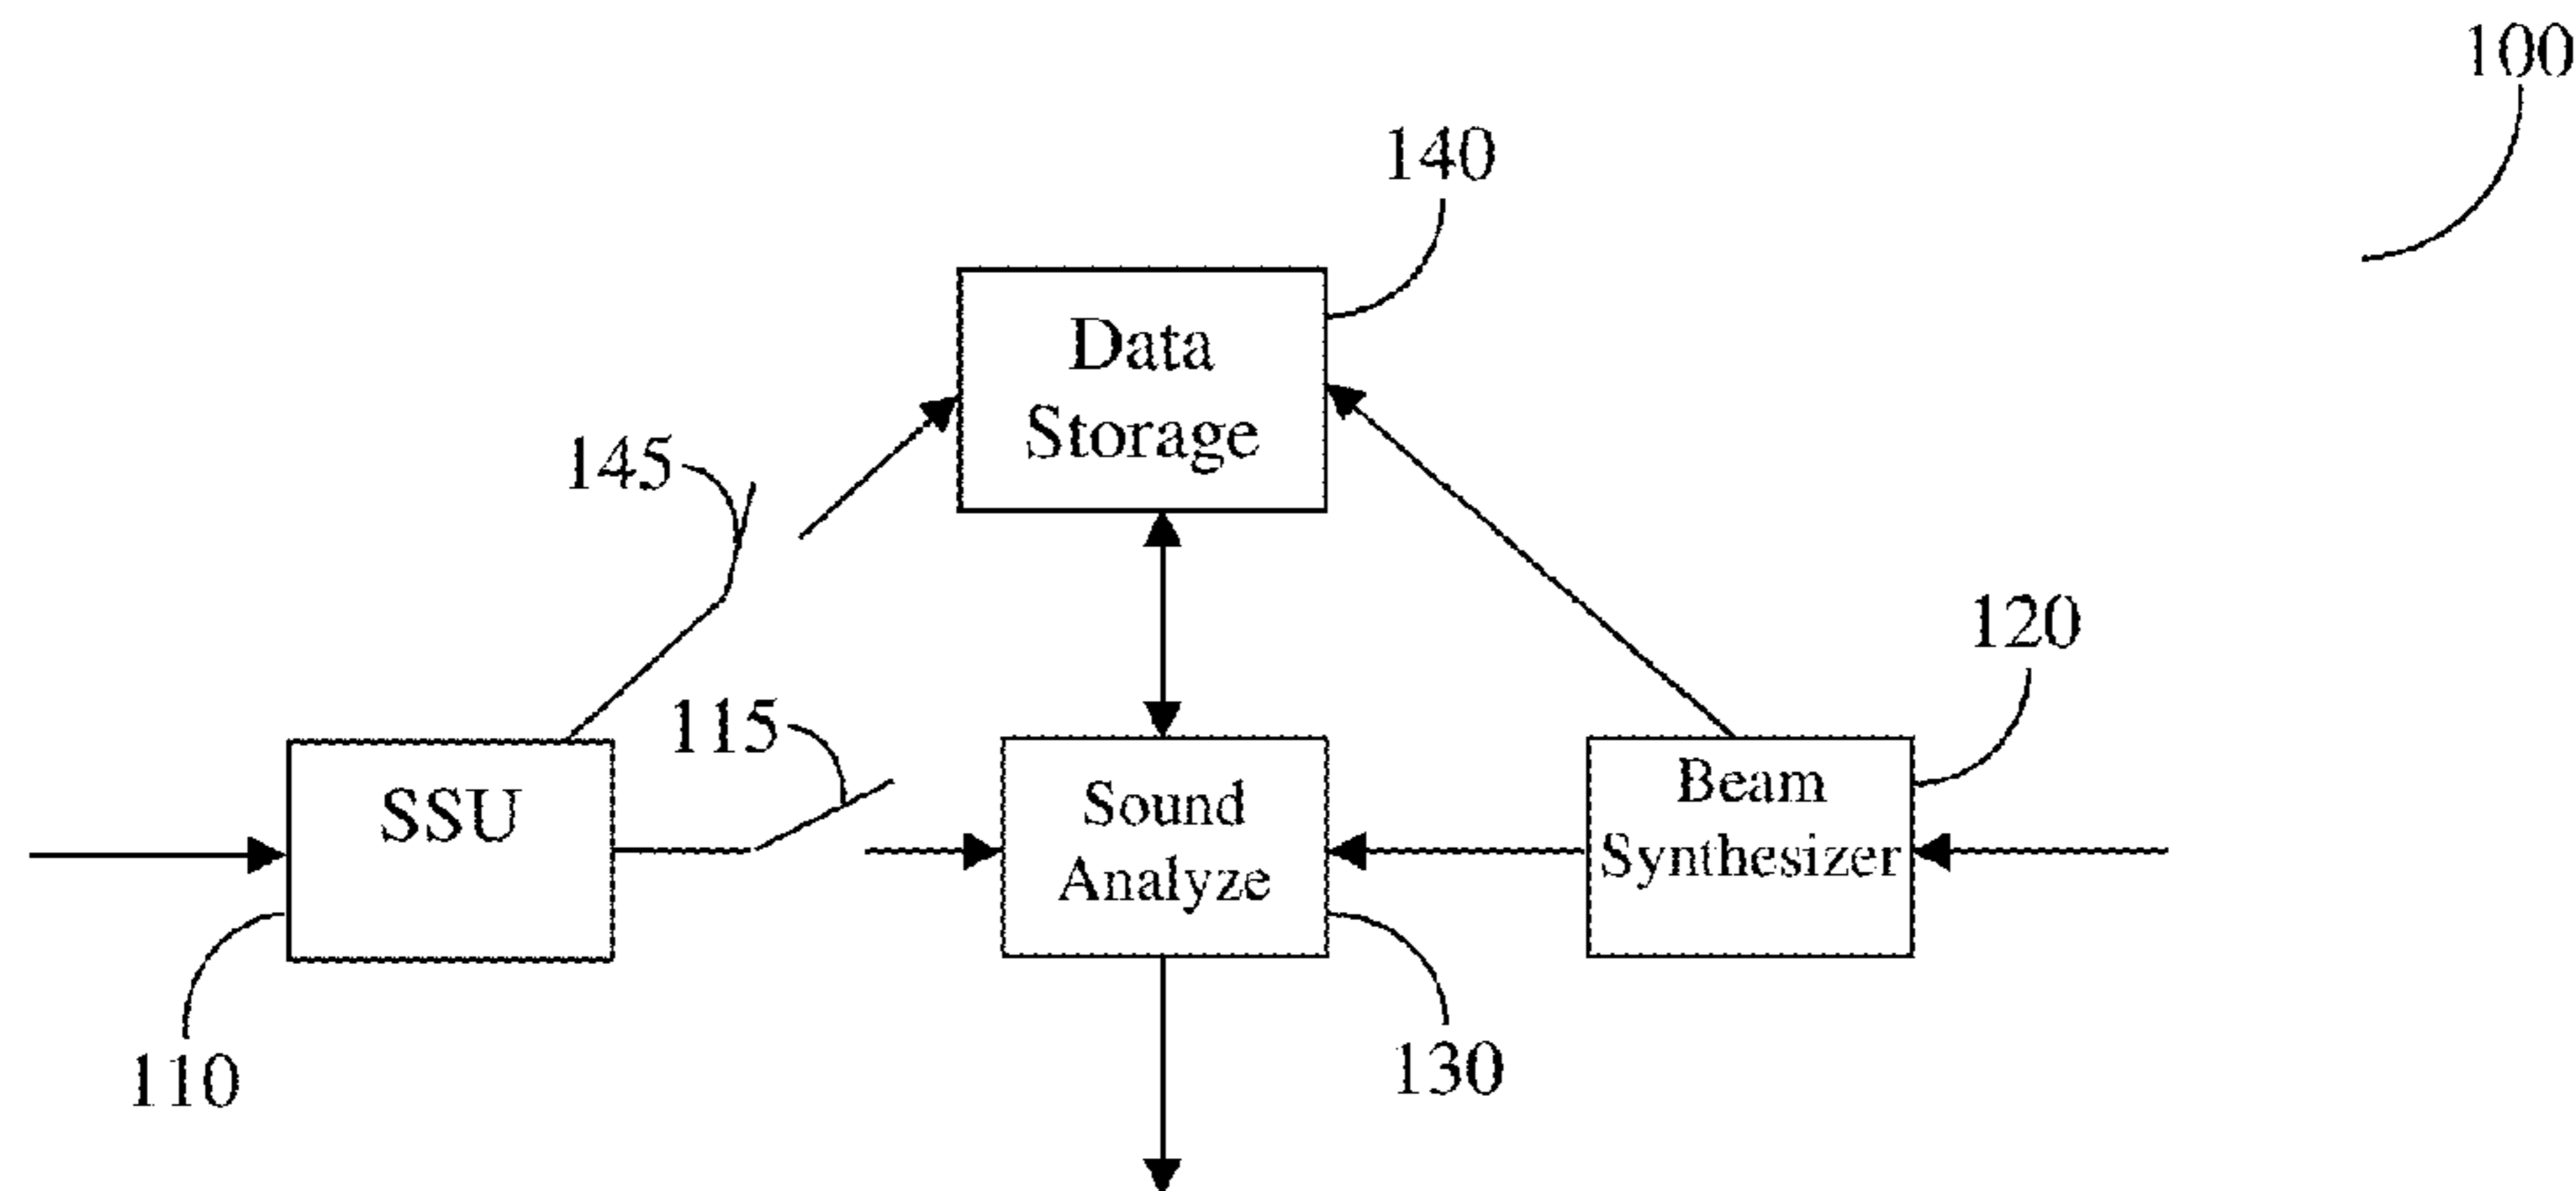 100
140
Data
Storage
145
120
115
SSU
Sound
Analyze
Beam
Synthesizer
110
130